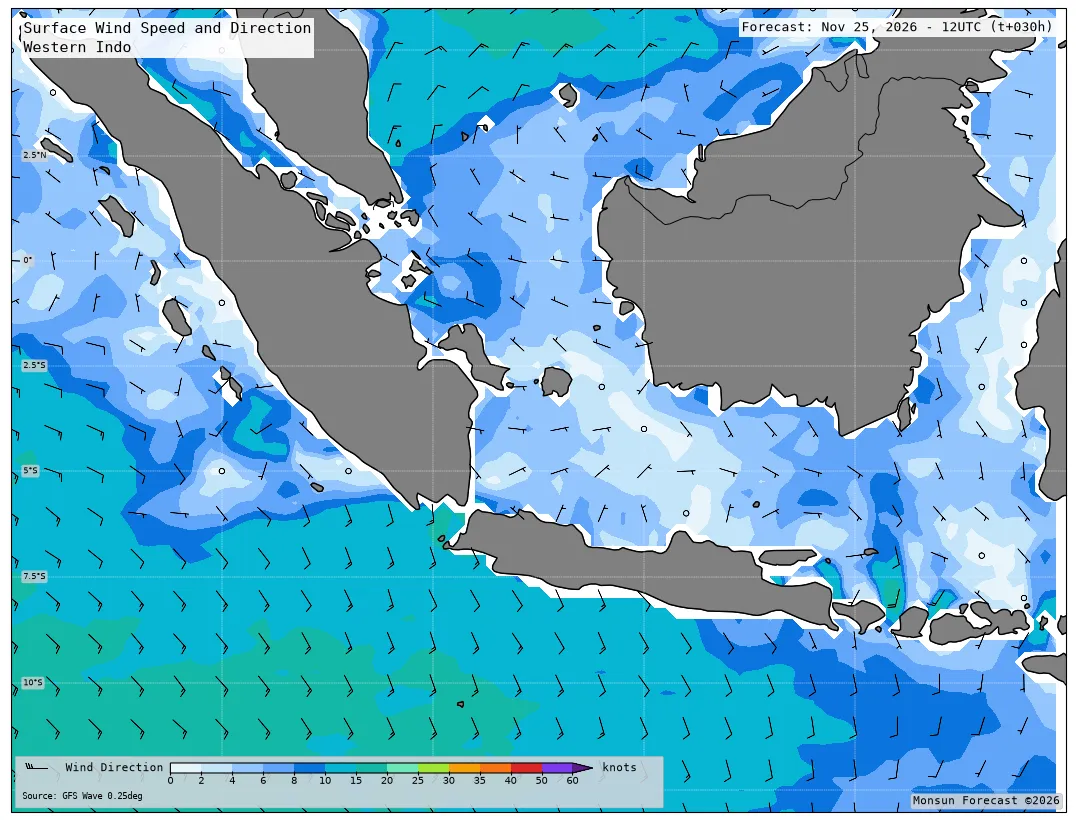 Surface Wind Speed and Direction
Western Indo
Forecast: Nov 25, 2026 - 12UTC (t+030h)
2.5°N
0°
2.5°S
5°S
7.5°S
10°S
Wind Direction
0 2 4 6 8 10 15 20 25 30 35 40 50 60
knots
Source: GFS Wave 0.25deg
Monsun Forecast ©2026